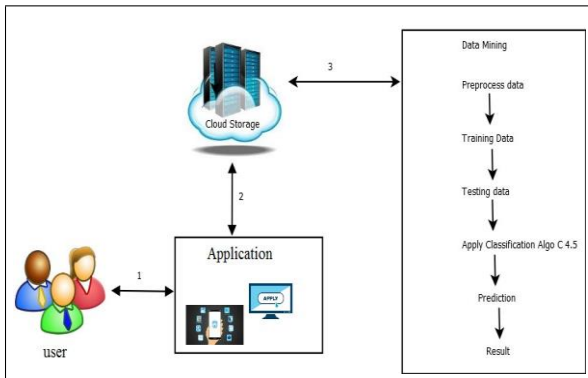 3
Data Mining
Preprocess data
Cloud Storage
Training Data
Testing data
2
Application
Apply Classification Algo C 4.5
1
APPLY
Prediction
user
Result